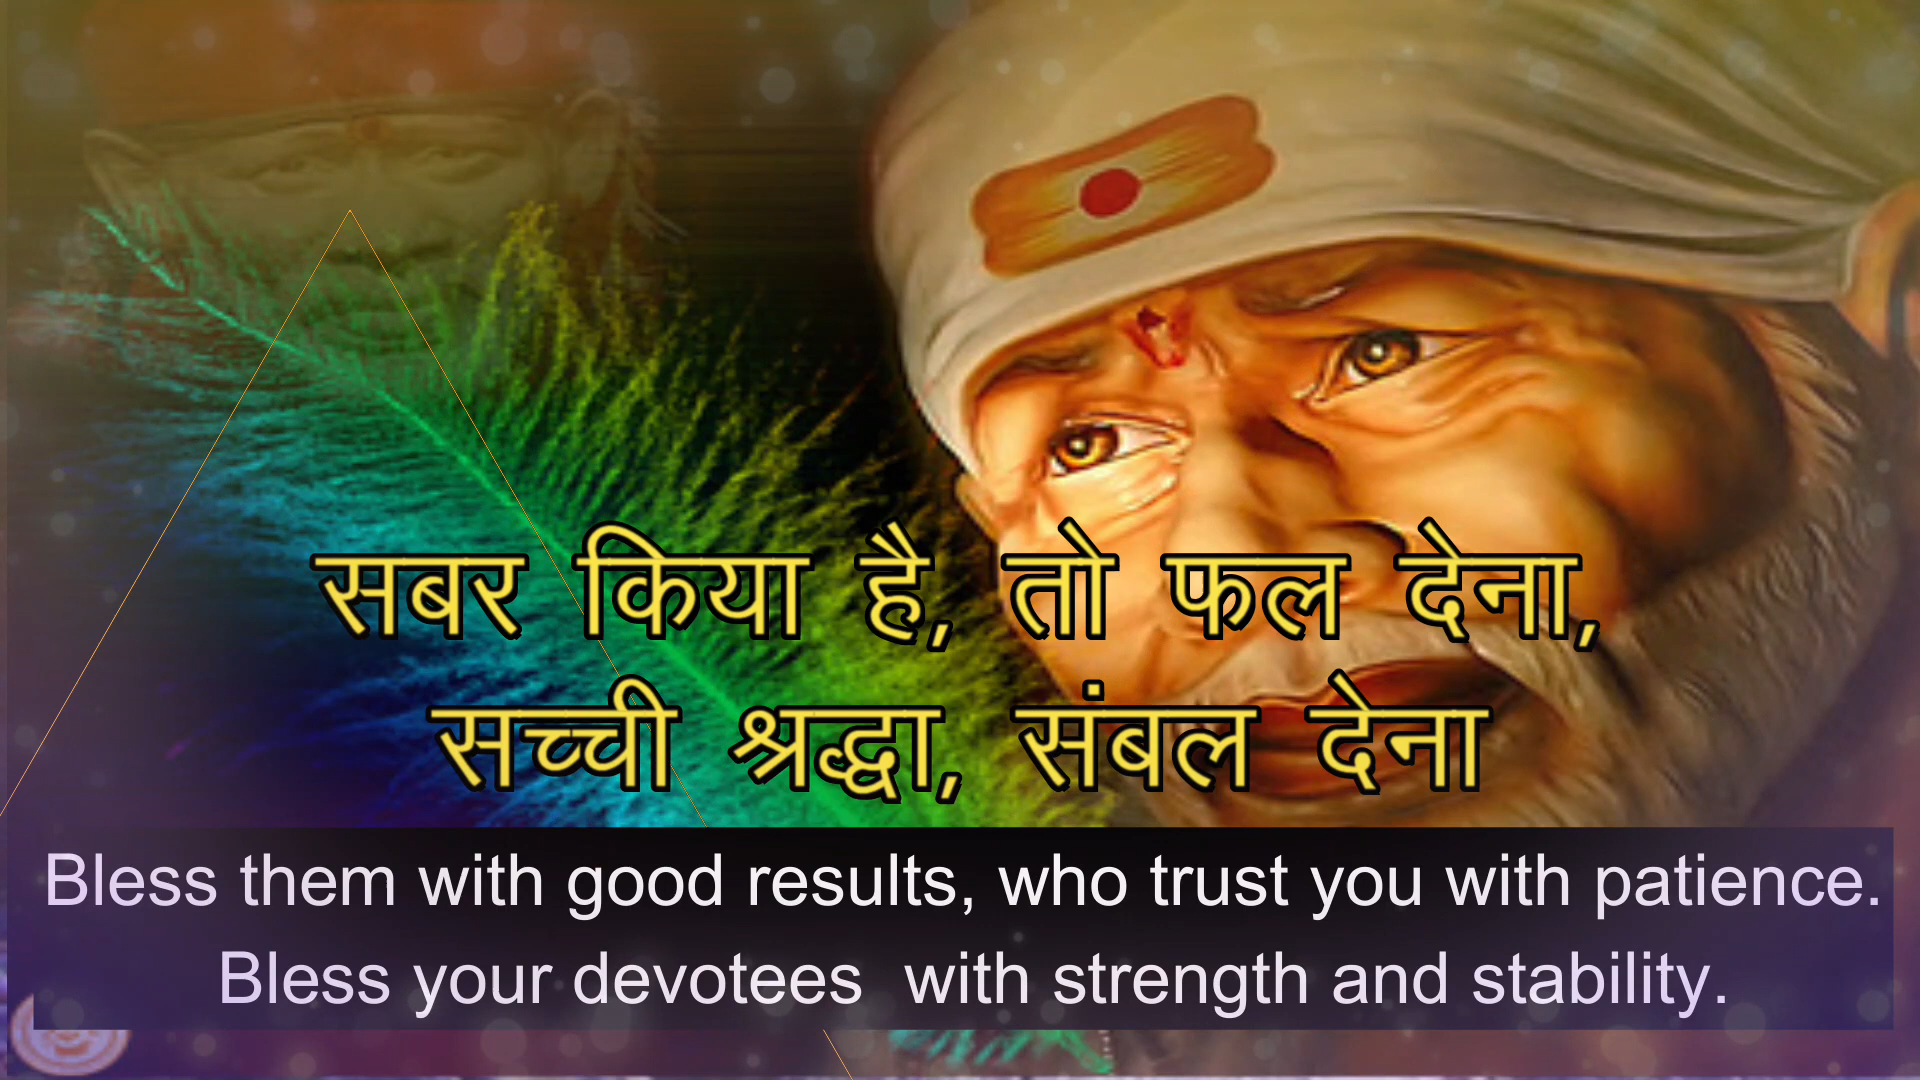 सबर किया है, तो फल देना,
सच्ची श्रद्धा, संबल देना
Bless them with good results, who trust you with patience.
Bless your devotees with strength and stability.